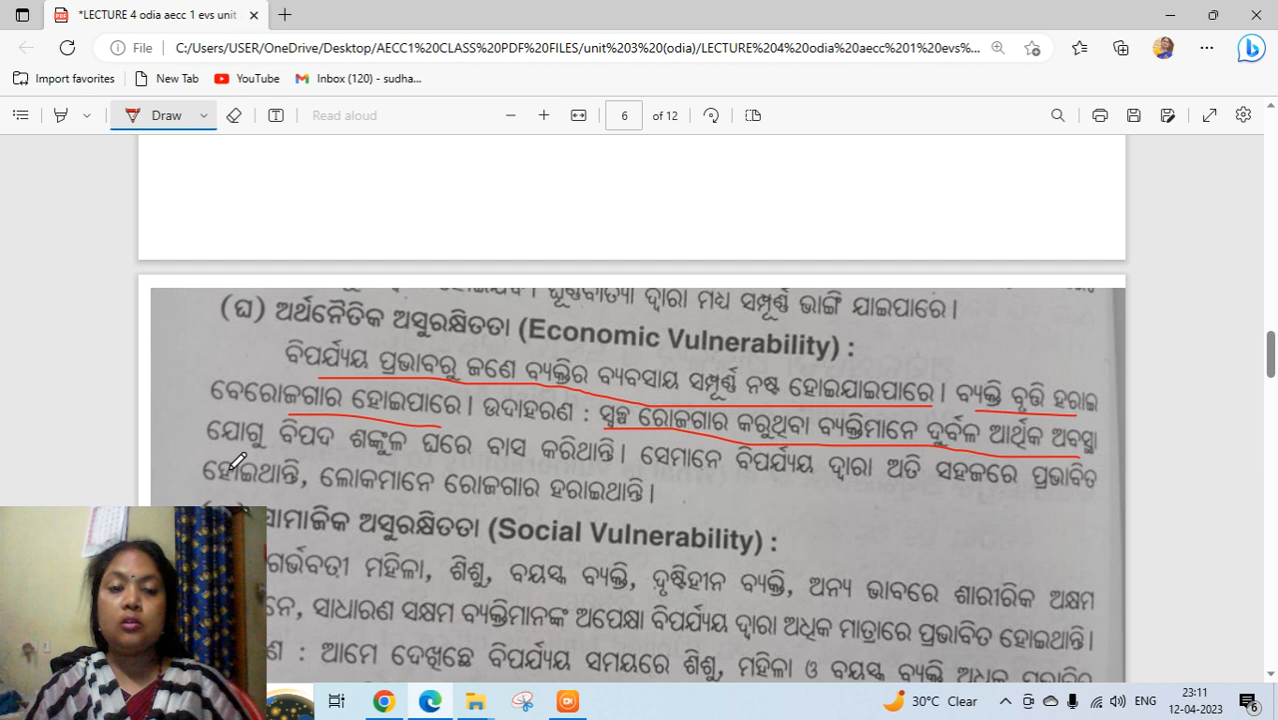 *LECTURE 4 odia aecc 1 evs unit
File C:/Users/USER/OneDrive/Desktop/AECC1%20CLASS%20PDF%20FILES/unit%203%20(odia)/LECTURE%204%20odia%20aecc%201%20evs%...
Import favorites New Tab YouTube Inbox (120) - sudha...
Draw Read aloud 6 of 12
ଦ୍ୱାରା ମଧ୍ୟ ସମ୍ପୂର୍ଣ୍ଣ ଭାଙ୍ଗି ଯାଇପାରେ।
(ଘ) ଅର୍ଥନୈତିକ ଅସୁରକ୍ଷିତତା (Economic Vulnerability) :
ବିପର୍ଯ୍ୟୟ ପ୍ରଭାବରୁ ଜଣେ ବ୍ୟକ୍ତିର ବ୍ୟବସାୟ ସମ୍ପୂର୍ଣ୍ଣ ନଷ୍ଟ ହୋଇଯାଇପାରେ। ବ୍ୟକ୍ତି ବୃତ୍ତି ହରାଇ
ବେରୋଜଗାର ହୋଇପାରେ। ଉଦାହରଣ : ସ୍ୱଳ୍ପ ରୋଜଗାର କରୁଥିବା ବ୍ୟକ୍ତିମାନେ ଦୁର୍ବଳ ଆର୍ଥିକ ଅବସ୍ଥା
ଯୋଗୁ ବିପଦ ଶଙ୍କୁଳ ଘରେ ବାସ କରିଥାନ୍ତି। ସେମାନେ ବିପର୍ଯ୍ୟୟ ଦ୍ୱାରା ଅତି ସହଜରେ ପ୍ରଭାବିତ
ହୋଇଥାନ୍ତି, ଲୋକମାନେ ରୋଜଗାର ହରାଇଥାନ୍ତି।
ସାମାଜିକ ଅସୁରକ୍ଷିତତା (Social Vulnerability) :
ଗର୍ଭବତୀ ମହିଳା, ଶିଶୁ, ବୟସ୍କ ବ୍ୟକ୍ତି, ଦୃଷ୍ଟିହୀନ ବ୍ୟକ୍ତି, ଅନ୍ୟ ଭାବରେ ଶାରୀରିକ ଅକ୍ଷମ
ସାଧାରଣ ସକ୍ଷମ ବ୍ୟକ୍ତିମାନଙ୍କ ଅପେକ୍ଷା ବିପର୍ଯ୍ୟୟ ଦ୍ୱାରା ଅଧିକ ମାତ୍ରାରେ ପ୍ରଭାବିତ ହୋଇଥାନ୍ତି।
: ଆମେ ଦେଖିଛେ ବିପର୍ଯ୍ୟୟ ସମୟରେ ଶିଶୁ, ମହିଳା ଓ ବୟସ୍କ ବ୍ୟକ୍ତି ଅଧିକ
30°C Clear ENG 23:11
12-04-2023 6